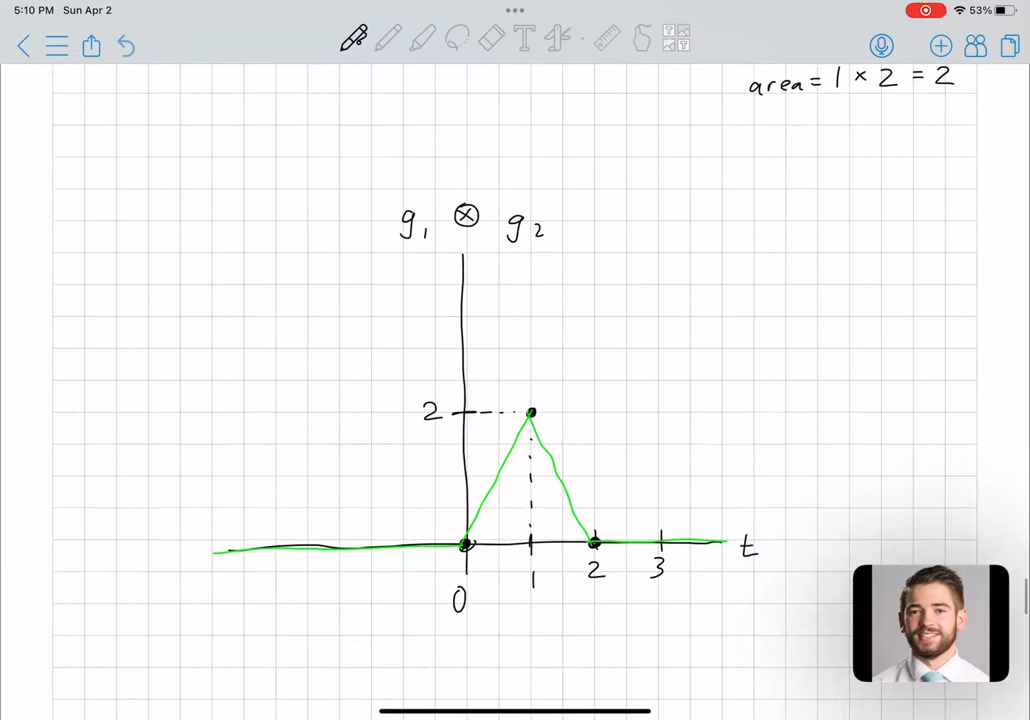 5:10 PM Sun Apr 2
53%
area = 1 × 2 = 2
g₁ ⊗ g₂
2
t
0 1 2 3